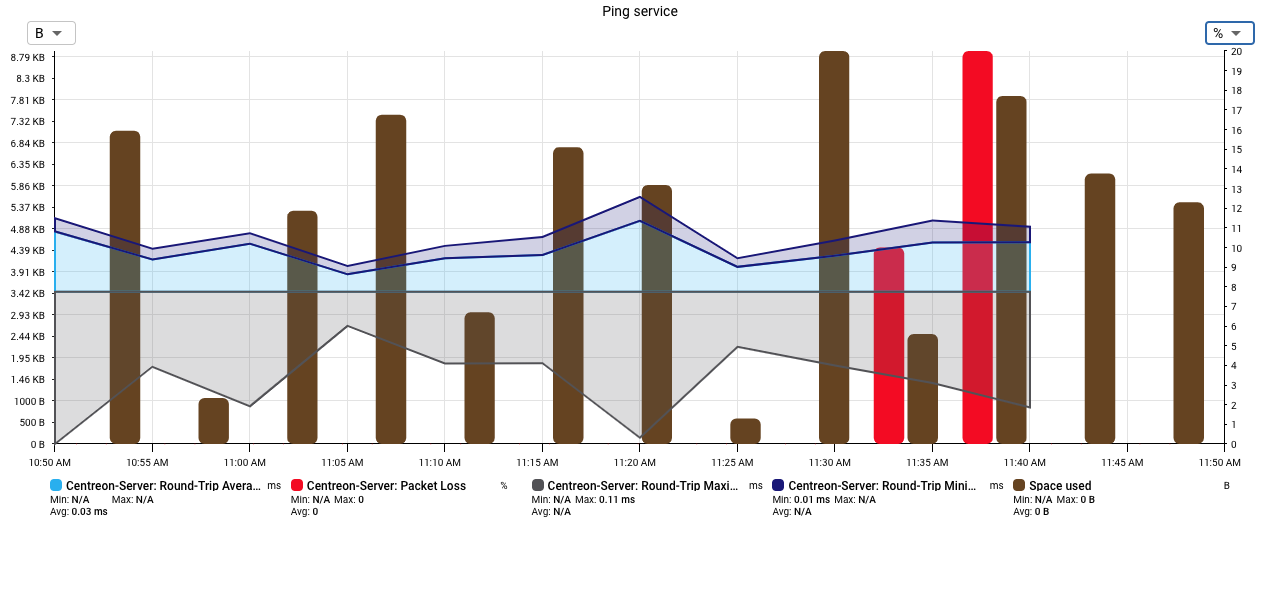 Ping service
B
%
8.79 KB
8.3 KB
7.81 KB
7.32 KB
6.84 KB
6.35 KB
5.86 KB
5.37 KB
4.88 KB
4.39 KB
3.91 KB
3.42 KB
2.93 KB
2.44 KB
1.95 KB
1.46 KB
1000 B
500 B
0 B
20
19
18
17
16
15
14
13
12
11
10
9
8
7
6
5
4
3
2
1
0
10:50 AM 10:55 AM 11:00 AM 11:05 AM 11:10 AM 11:15 AM 11:20 AM 11:25 AM 11:30 AM 11:35 AM 11:40 AM 11:45 AM 11:50 AM
Centreon-Server: Round-Trip Avera... ms Centreon-Server: Packet Loss % Centreon-Server: Round-Trip Maxi... ms Centreon-Server: Round-Trip Mini... ms Space used B
Min: N/A Max: N/A Min: N/A Max: 0 Min: N/A Max: 0.11 ms Min: 0.01 ms Max: N/A Min: N/A Max: 0 B
Avg: 0.03 ms Avg: 0 Avg: N/A Avg: N/A Avg: 0 B